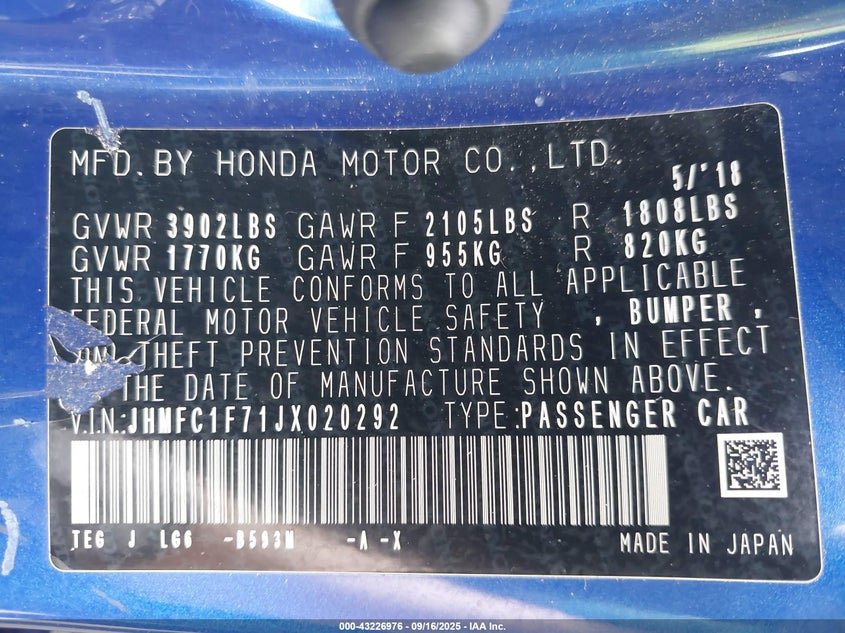 MFD. BY HONDA MOTOR CO., LTD.
5/'18
GVWR 3902LBS GAWR F 2105LBS R 1808LBS
GVWR 1770KG GAWR F 955KG R 820KG
THIS VEHICLE CONFORMS TO ALL APPLICABLE
FEDERAL MOTOR VEHICLE SAFETY , BUMPER ,
THEFT PREVENTION STANDARDS IN EFFECT
THE DATE OF MANUFACTURE SHOWN ABOVE.
V.I.N: JHMFC1F71JX020292 TYPE: PASSENGER CAR
TEG J LG6 -B593M -A -X
MADE IN JAPAN
000-43226976 - 09/16/2025 - IAA Inc.